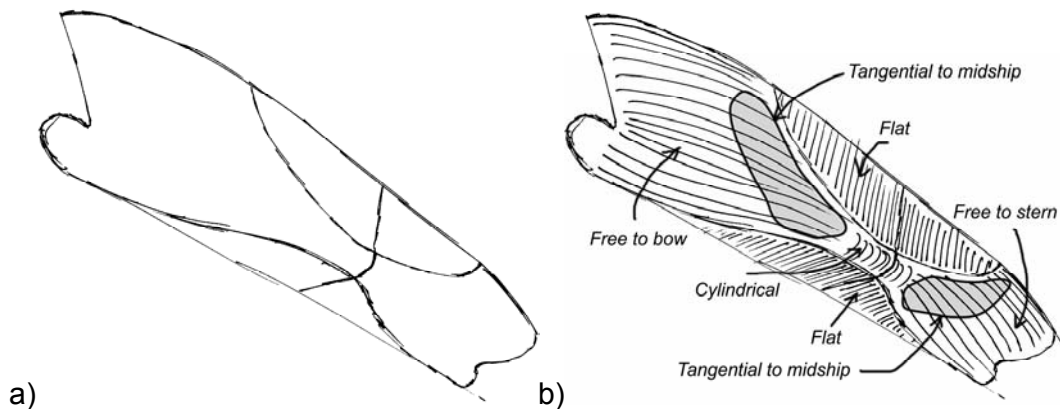 Tangential to midship
Flat
Free to stern
Free to bow
Cylindrical
Flat
Tangential to midship
a)
b)